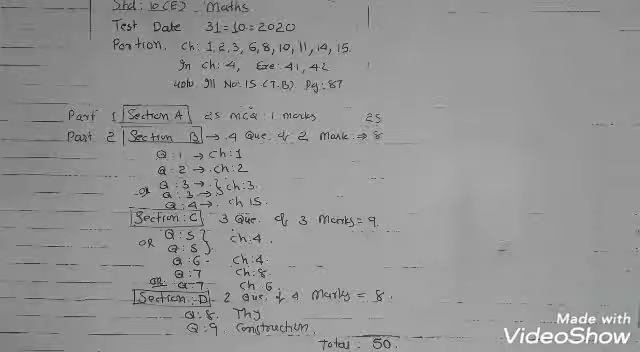 Std: 10(E) Maths
Test Date 31=10=2020
Portion. ch: 1,2,3,6,8,10,11,14,15.
In ch: 4, Exe: 41, 42
upto Ill No: 15 (T.B) Pg: 87
Part 1 Section A 25 MCQ: 1 marks 25
Part 2 Section B → 4 Que. of 2 Mark → 8
Q: 1 → ch: 1
Q: 2 → ch: 2
Q: 3 → } ch: 3.
OR Q: 3 →
Q: 4 → ch 15.
Section: C 3 Que. of 3 Marks = 9
Q: 5 } ch: 4.
OR Q: 5
Q: 6 ch: 4.
Q: 7 ch: 8.
OR Q-7 ch 6
Section: D 2 Que. of 4 Marks = 8.
Q: 8. Thy
Q: 9. Construction.
Total: 50.
Made with
VideoShow